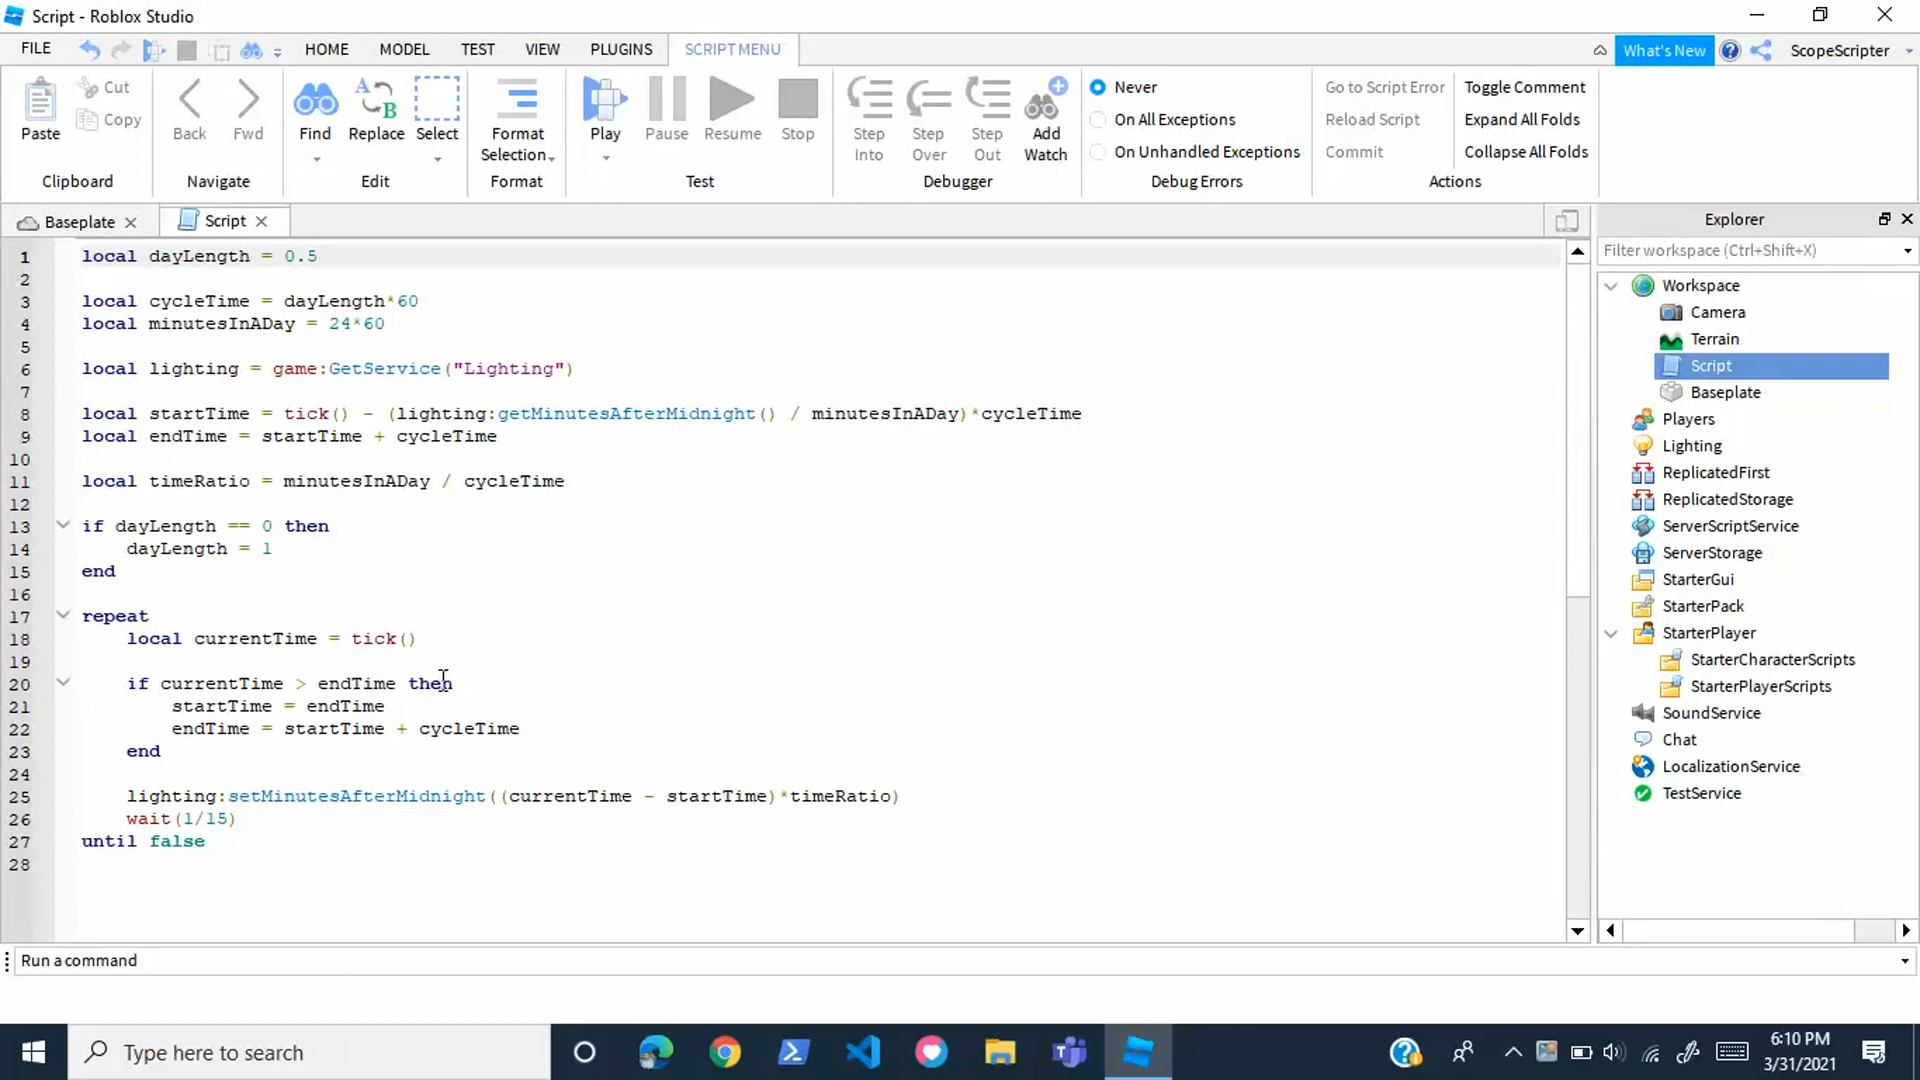 Script - Roblox Studio
FILE HOME MODEL TEST VIEW PLUGINS SCRIPT MENU What's New ScopeScripter
Paste Cut Copy Clipboard
Back Fwd Navigate
Find Replace Select Edit
Format Selection Format
Play Pause Resume Stop Test
Step Into Step Over Step Out Add Watch Debugger
Never
On All Exceptions
On Unhandled Exceptions
Debug Errors
Go to Script Error
Reload Script
Commit
Toggle Comment
Expand All Folds
Collapse All Folds
Actions
Baseplate Script
1 local dayLength = 0.5
2
3 local cycleTime = dayLength*60
4 local minutesInADay = 24*60
5
6 local lighting = game:GetService("Lighting")
7
8 local startTime = tick() - (lighting:getMinutesAfterMidnight() / minutesInADay)*cycleTime
9 local endTime = startTime + cycleTime
10
11 local timeRatio = minutesInADay / cycleTime
12
13 if dayLength == 0 then
14 dayLength = 1
15 end
16
17 repeat
18 local currentTime = tick()
19
20 if currentTime > endTime then
21 startTime = endTime
22 endTime = startTime + cycleTime
23 end
24
25 lighting:setMinutesAfterMidnight((currentTime - startTime)*timeRatio)
26 wait(1/15)
27 until false
28
Explorer
Filter workspace (Ctrl+Shift+X)
Workspace
Camera
Terrain
Script
Baseplate
Players
Lighting
ReplicatedFirst
ReplicatedStorage
ServerScriptService
ServerStorage
StarterGui
StarterPack
StarterPlayer
StarterCharacterScripts
StarterPlayerScripts
SoundService
Chat
LocalizationService
TestService
Run a command
Type here to search
6:10 PM
3/31/2021